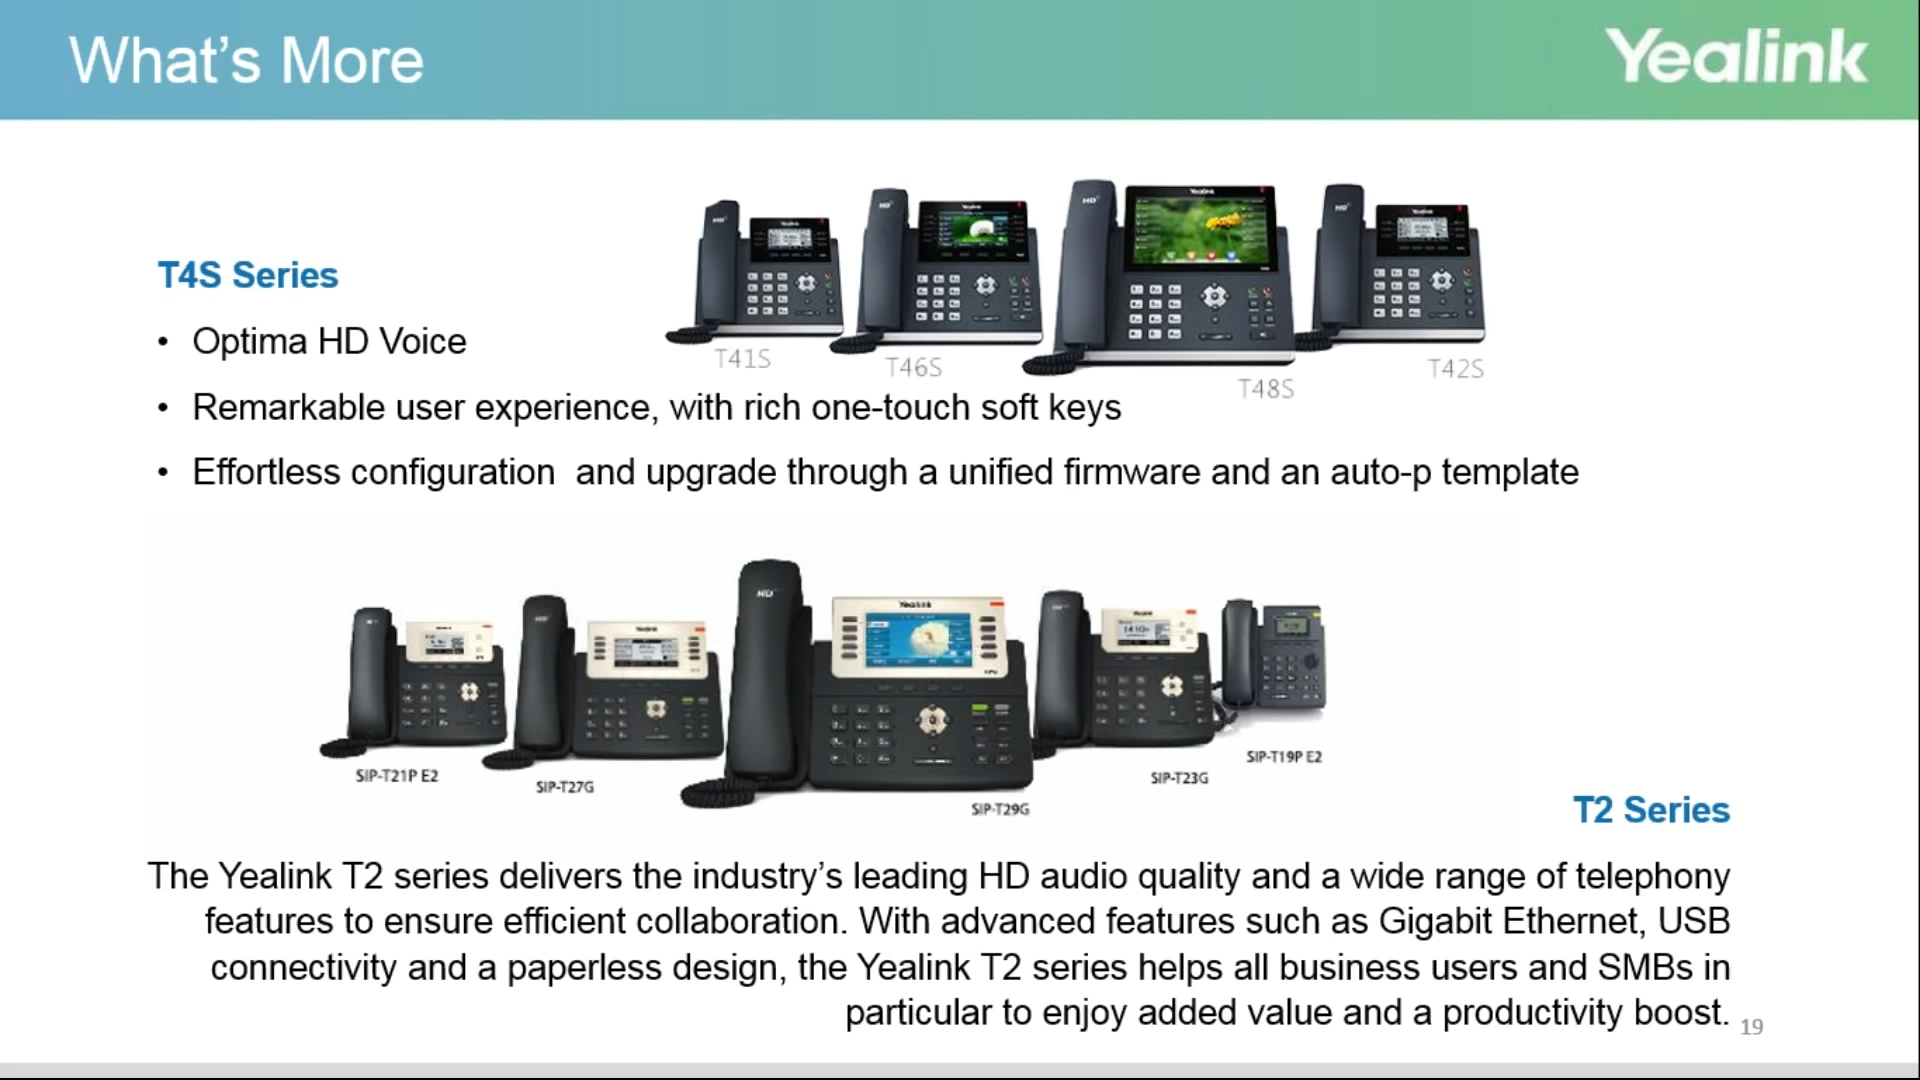 What's More
Yealink
T4S Series
• Optima HD Voice
• Remarkable user experience, with rich one-touch soft keys
• Effortless configuration  and upgrade through a unified firmware and an auto-p template
T41S
T46S
T48S
T42S
SIP-T21P E2
SIP-T27G
SIP-T29G
SIP-T23G
SIP-T19P E2
T2 Series
The Yealink T2 series delivers the industry’s leading HD audio quality and a wide range of telephony
features to ensure efficient collaboration. With advanced features such as Gigabit Ethernet, USB
connectivity and a paperless design, the Yealink T2 series helps all business users and SMBs in
particular to enjoy added value and a productivity boost.
19